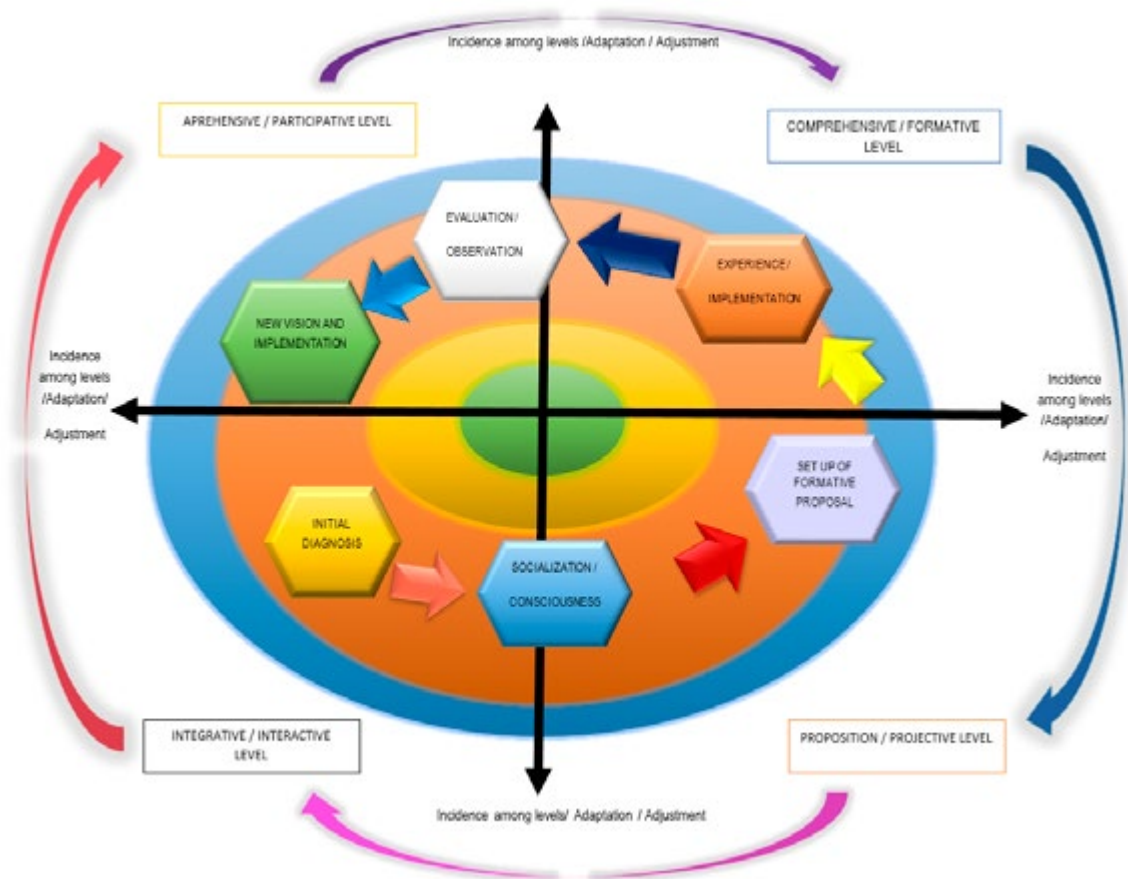 Incidence among levels /Adaptation / Adjustment
APREHENSIVE / PARTICIPATIVE LEVEL
COMPREHENSIVE / FORMATIVE
LEVEL
EVALUATION /
OBSERVATION
EXPERIENCE /
IMPLEMENTATION
NEW VISION AND
IMPLEMENTATION
Incidence
among levels
/Adaptation/
Adjustment
Incidence
among levels
/Adaptation/
Adjustment
SET UP OF
FORMATIVE
PROPOSAL
INITIAL
DIAGNOSIS
SOCIALIZATION /
CONSCIOUSNESS
INTEGRATIVE / INTERACTIVE
LEVEL
PROPOSITION / PROJECTIVE LEVEL
Incidence among levels/ Adaptation / Adjustment